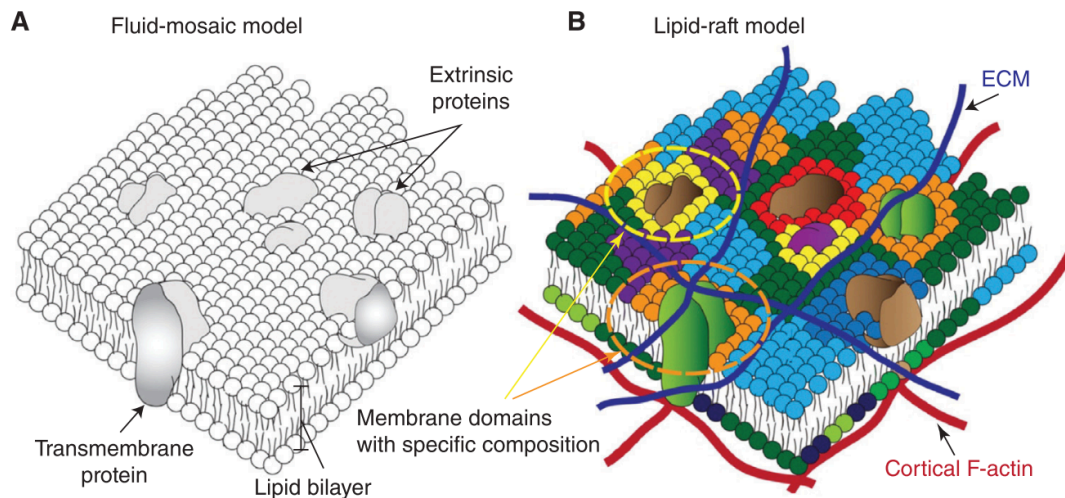 A
Fluid-mosaic model
Extrinsic
proteins
Transmembrane
protein
Lipid bilayer
B
Lipid-raft model
ECM
Membrane domains
with specific composition
Cortical F-actin